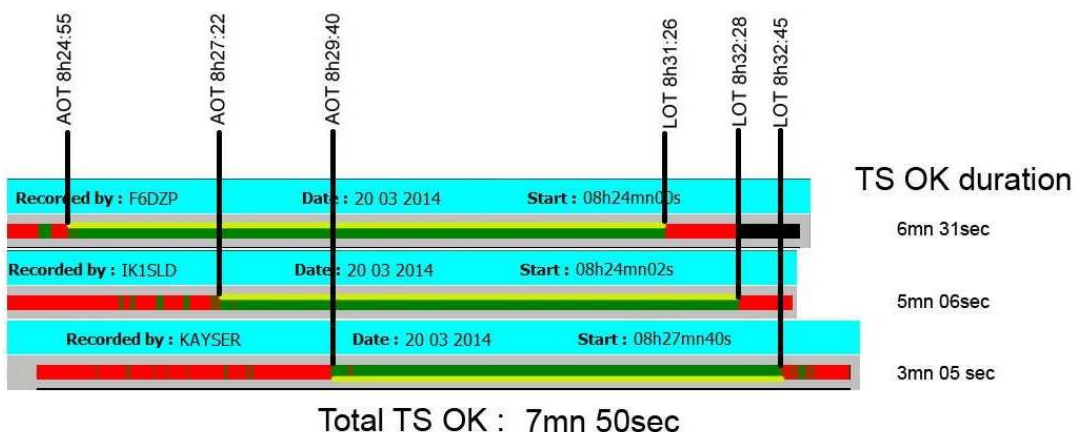 AOT 8h24:55
AOT 8h27:22
AOT 8h29:40
LOT 8h31:26
LOT 8h32:28
LOT 8h32:45
TS OK duration
Recorded by : F6DZP Date : 20 03 2014 Start : 08h24mn00s
6mn 31sec
Recorded by : IK1SLD Date : 20 03 2014 Start : 08h24mn02s
5mn 06sec
Recorded by : KAYSER Date : 20 03 2014 Start : 08h27mn40s
3mn 05 sec
Total TS OK : 7mn 50sec